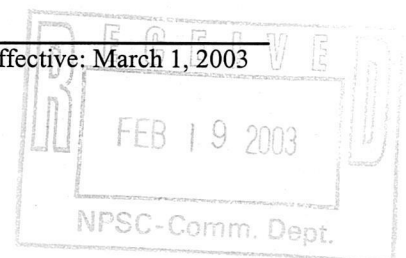 ffective: March 1, 2003
RECEIVED
FEB 19 2003
NPSC-Comm. Dept.